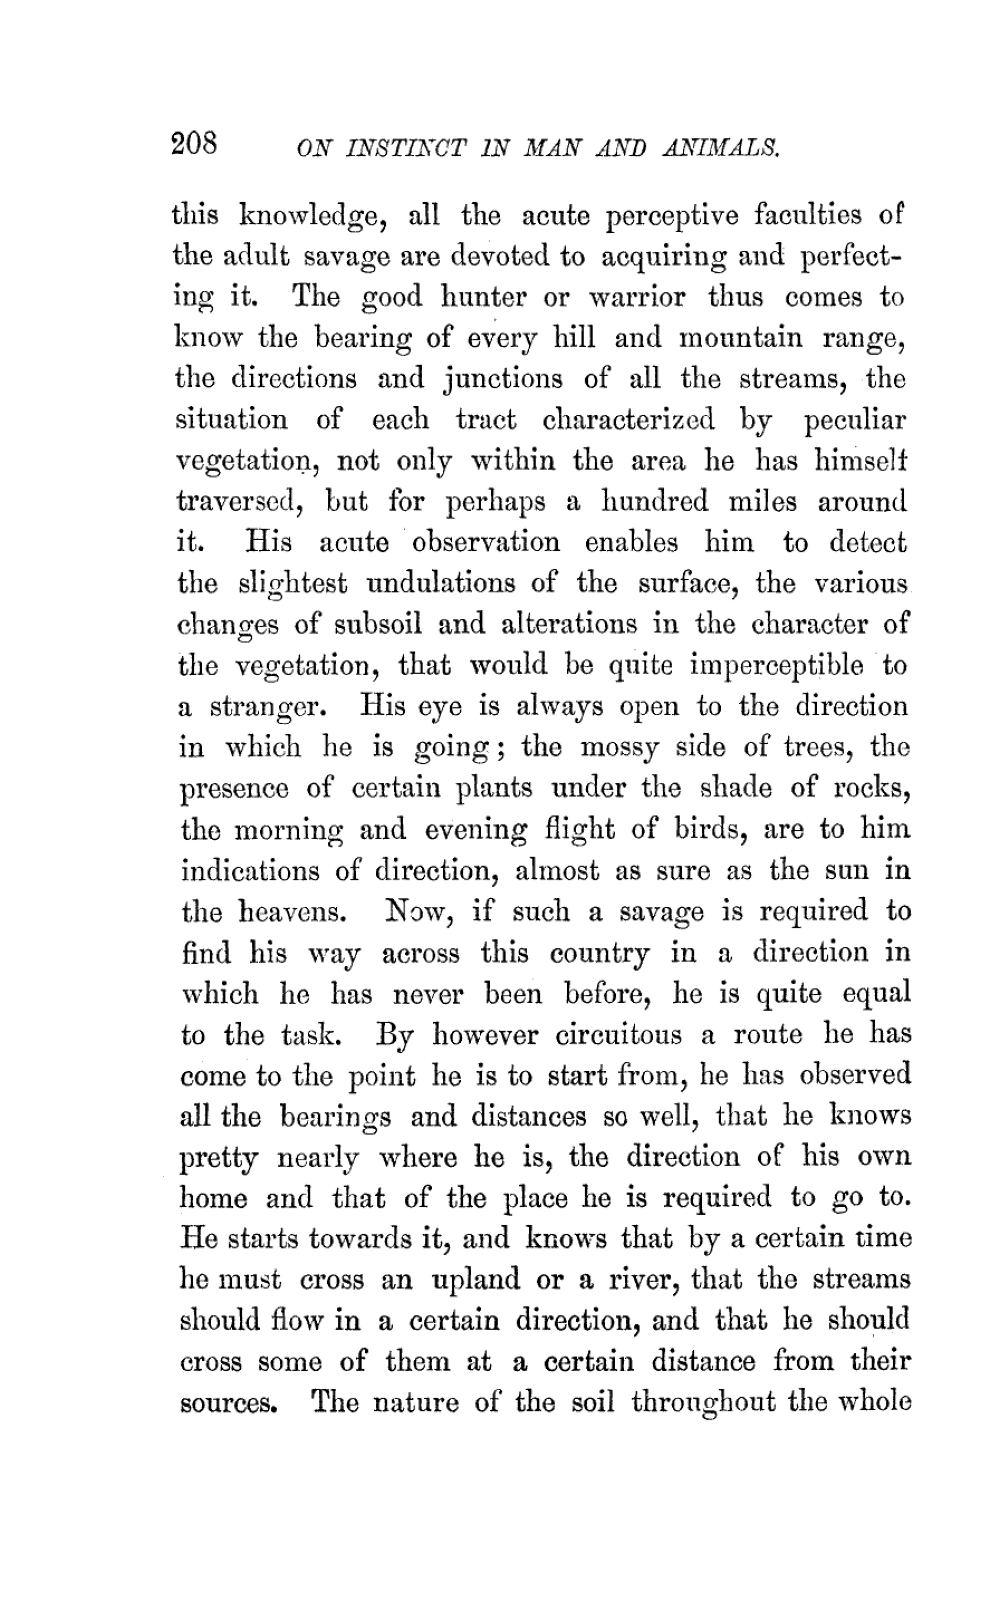 208 ON INSTINCT IN MAN AND ANIMALS.
this knowledge, all the acute perceptive faculties of
the adult savage are devoted to acquiring and perfect-
ing it. The good hunter or warrior thus comes to
know the bearing of every hill and mountain range,
the directions and junctions of all the streams, the
situation of each tract characterized by peculiar
vegetation, not only within the area he has himself
traversed, but for perhaps a hundred miles around
it. His acute observation enables him to detect
the slightest undulations of the surface, the various
changes of subsoil and alterations in the character of
the vegetation, that would be quite imperceptible to
a stranger. His eye is always open to the direction
in which he is going; the mossy side of trees, the
presence of certain plants under the shade of rocks,
the morning and evening flight of birds, are to him
indications of direction, almost as sure as the sun in
the heavens. Now, if such a savage is required to
find his way across this country in a direction in
which he has never been before, he is quite equal
to the task. By however circuitous a route he has
come to the point he is to start from, he has observed
all the bearings and distances so well, that he knows
pretty nearly where he is, the direction of his own
home and that of the place he is required to go to.
He starts towards it, and knows that by a certain time
he must cross an upland or a river, that the streams
should flow in a certain direction, and that he should
cross some of them at a certain distance from their
sources. The nature of the soil throughout the whole